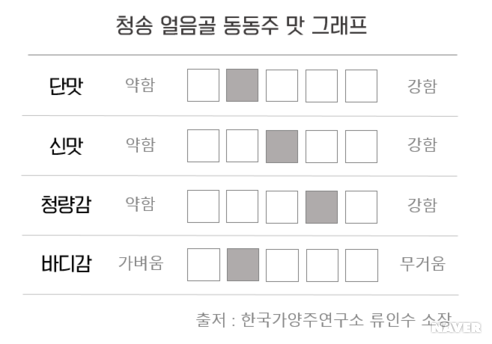 청송 얼음골 동동주 맛 그래프
단맛 약함 강함
신맛 약함 강함
청량감 약함 강함
바디감 가벼움 무거움
출저 : 한국가양주연구소 류인수 소장
NAVER